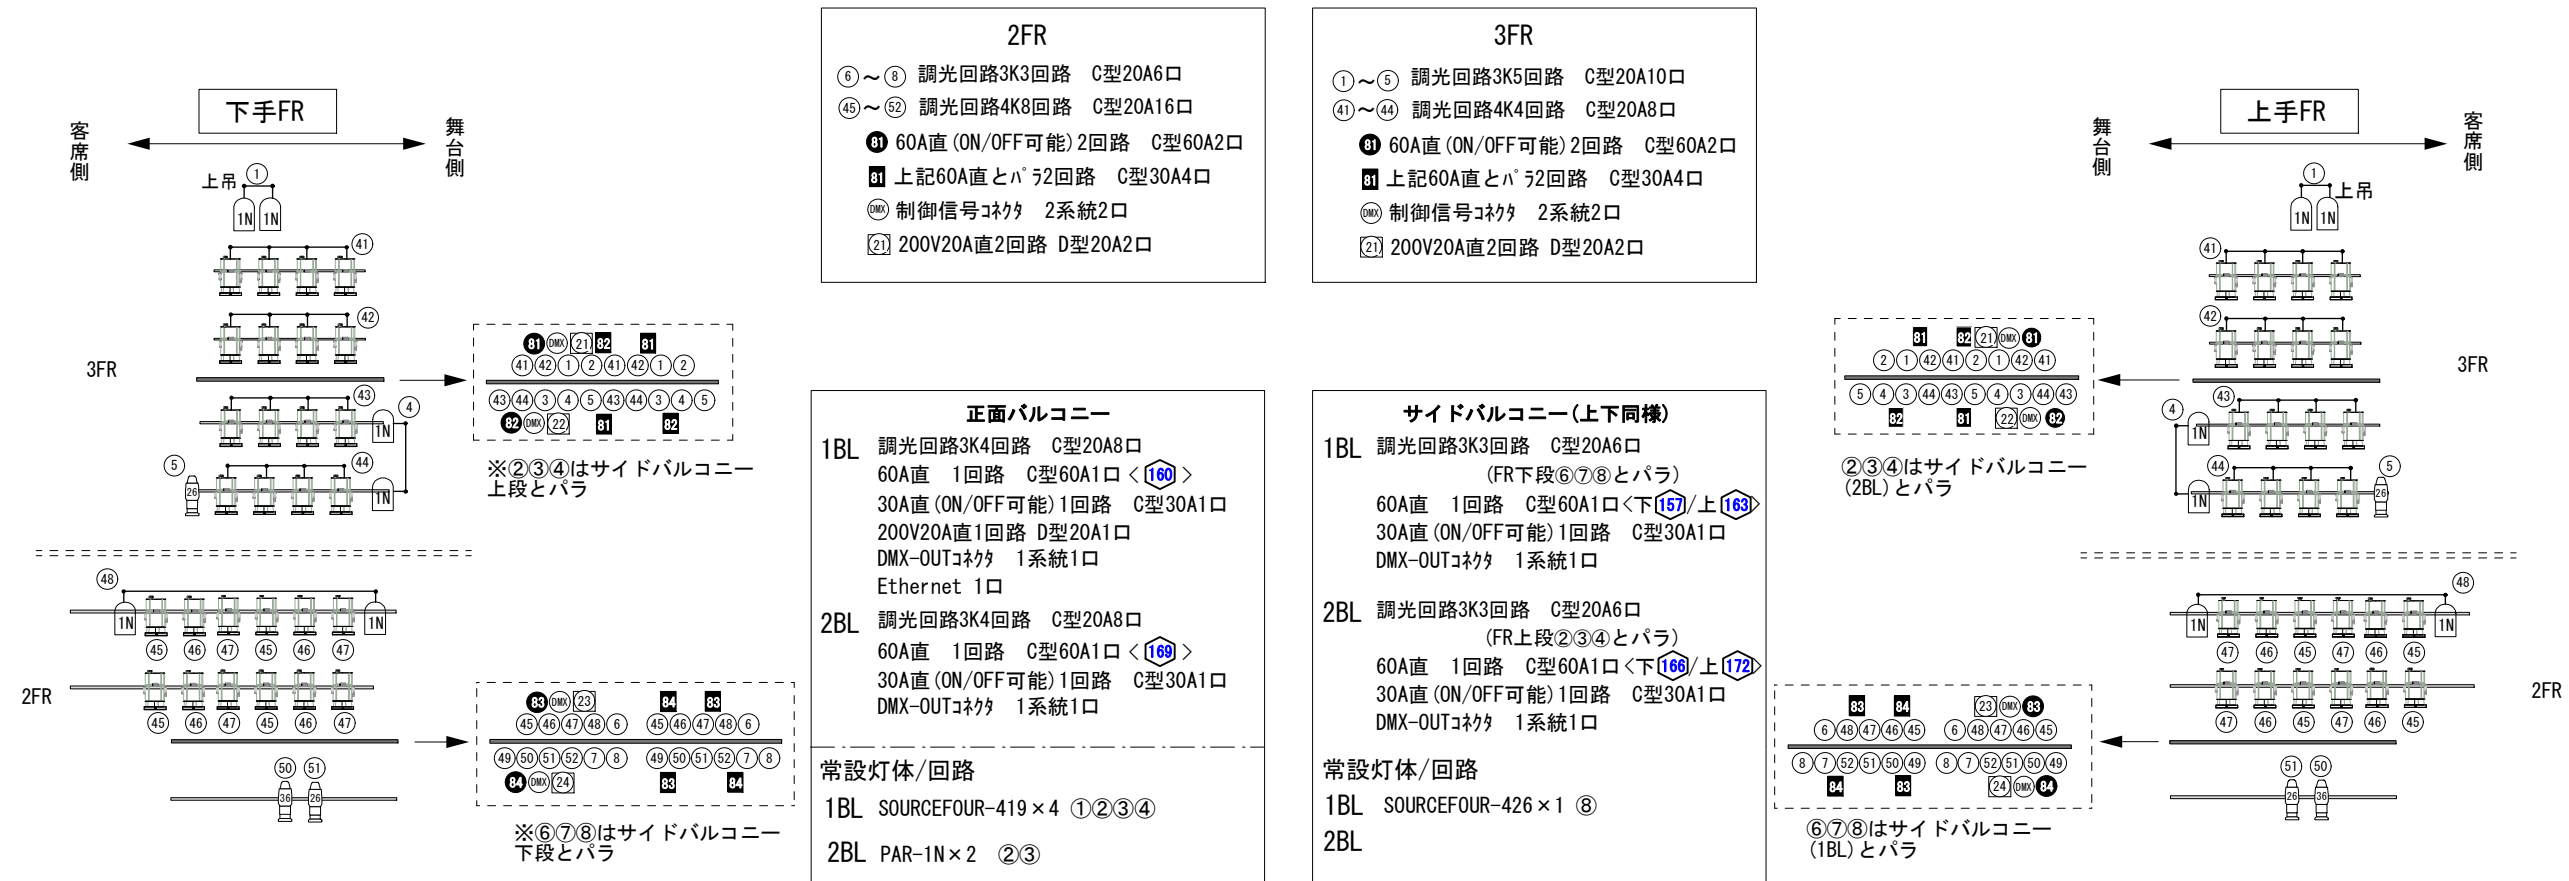 下手FR
客席側
舞台側
上吊
①
1N 1N
㊶
㊷
3FR
㊸
④
1N
㊹
⑤
26
1N
㊽
1N 1N
㊺ ㊻ ㊼ ㊺ ㊻ ㊼
2FR
㊺ ㊻ ㊼ ㊺ ㊻ ㊼
50 51
36 26
81 DMX 21 82 81
41 42 1 2 41 42 1 2
43 44 3 4 5 43 44 3 4 5
82 DMX 22 81 82
※②③④はサイドバルコニー
上段とパラ
83 DMX 23 84 83
45 46 47 48 6 45 46 47 48 6
49 50 51 52 7 8 49 50 51 52 7 8
84 DMX 24 83 84
※⑥⑦⑧はサイドバルコニー
下段とパラ
2FR
⑥～⑧ 調光回路3K3回路 C型20A6口
㊺～52 調光回路4K8回路 C型20A16口
81 60A直(ON/OFF可能)2回路 C型60A2口
81 上記60A直とパラ2回路 C型30A4口
DMX 制御信号コネクタ 2系統2口
21 200V20A直2回路 D型20A2口
3FR
①～⑤ 調光回路3K5回路 C型20A10口
㊶～㊹ 調光回路4K4回路 C型20A8口
81 60A直(ON/OFF可能)2回路 C型60A2口
81 上記60A直とパラ2回路 C型30A4口
DMX 制御信号コネクタ 2系統2口
21 200V20A直2回路 D型20A2口
正面バルコニー
1BL 調光回路3K4回路 C型20A8口
60A直 1回路 C型60A1口<160>
30A直(ON/OFF可能)1回路 C型30A1口
200V20A直1回路 D型20A1口
DMX-OUTコネクタ 1系統1口
Ethernet 1口
2BL 調光回路3K4回路 C型20A8口
60A直 1回路 C型60A1口<169>
30A直(ON/OFF可能)1回路 C型30A1口
DMX-OUTコネクタ 1系統1口
常設灯体/回路
1BL SOURCEFOUR-419×4 ①②③④
2BL PAR-1N×2 ②③
サイドバルコニー(上下同様)
1BL 調光回路3K3回路 C型20A6口
(FR下段⑥⑦⑧とパラ)
60A直 1回路 C型60A1口<下157/上163>
30A直(ON/OFF可能)1回路 C型30A1口
DMX-OUTコネクタ 1系統1口
2BL 調光回路3K3回路 C型20A6口
(FR上段②③④とパラ)
60A直 1回路 C型60A1口<下166/上172>
30A直(ON/OFF可能)1回路 C型30A1口
DMX-OUTコネクタ 1系統1口
常設灯体/回路
1BL SOURCEFOUR-426×1 ⑧
2BL
81 82 21 DMX 81
2 1 42 41 2 1 42 41
5 4 3 44 43 5 4 3 44 43
82 81 22 DMX 82
②③④はサイドバルコニー
(2BL)とパラ
83 84 23 DMX 83
6 48 47 46 45 6 48 47 46 45
8 7 52 51 50 49 8 7 52 51 50 49
84 83 24 DMX 84
⑥⑦⑧はサイドバルコニー
(1BL)とパラ
上手FR
舞台側
客席側
①
上吊
1N 1N
㊶
㊷
3FR
㊸
④
1N
㊹
⑤
1N
26
㊽
1N 1N
㊼ ㊻ ㊺ ㊼ ㊻ ㊺
2FR
㊼ ㊻ ㊺ ㊼ ㊻ ㊺
51 50
26 36